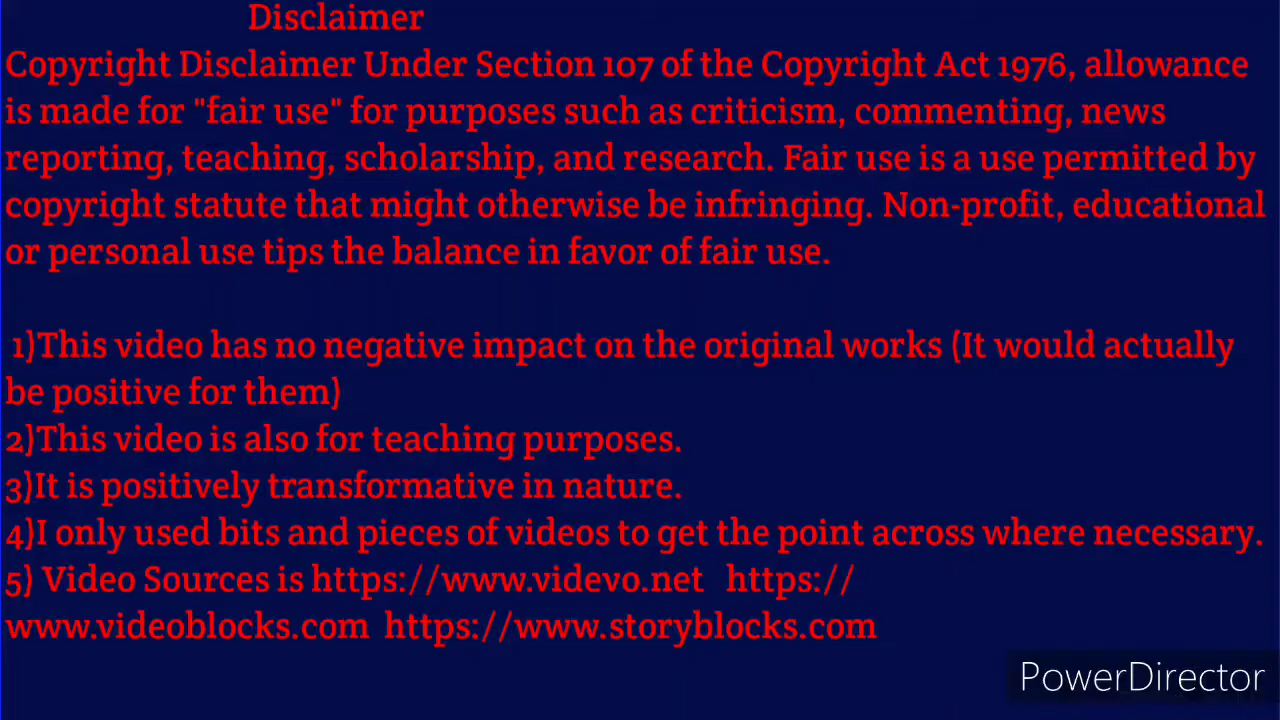 Disclaimer
Copyright Disclaimer Under Section 107 of the Copyright Act 1976, allowance
is made for "fair use" for purposes such as criticism, commenting, news
reporting, teaching, scholarship, and research. Fair use is a use permitted by
copyright statute that might otherwise be infringing. Non-profit, educational
or personal use tips the balance in favor of fair use.
1)This video has no negative impact on the original works (It would actually
be positive for them)
2)This video is also for teaching purposes.
3)It is positively transformative in nature.
4)I only used bits and pieces of videos to get the point across where necessary.
5) Video Sources is https://www.videvo.net https://
www.videoblocks.com https://www.storyblocks.com
PowerDirector